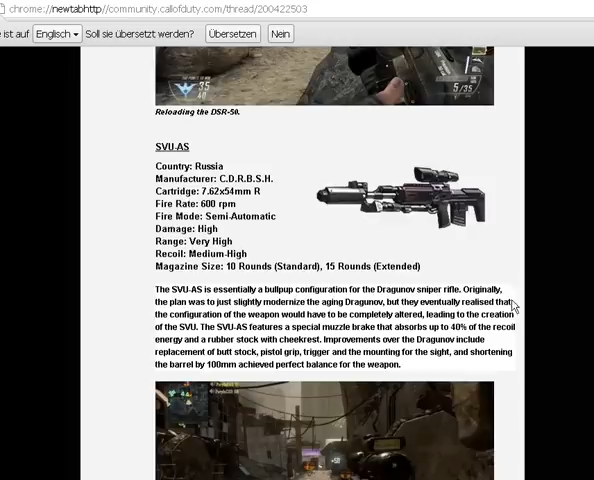 chrome://newtabhttp//community.callofduty.com/thread/200422503
e ist auf Englisch Soll sie übersetzt werden? Übersetzen Nein
35
40
5/35
Reloading the DSR-50.
SVU-AS
Country: Russia
Manufacturer: C.D.R.B.S.H.
Cartridge: 7.62x54mm R
Fire Rate: 600 rpm
Fire Mode: Semi-Automatic
Damage: High
Range: Very High
Recoil: Medium-High
Magazine Size: 10 Rounds (Standard), 15 Rounds (Extended)
The SVU-AS is essentially a bullpup configuration for the Dragunov sniper rifle. Originally,
the plan was to just slightly modernize the aging Dragunov, but they eventually realised that
the configuration of the weapon would have to be completely altered, leading to the creation
of the SVU. The SVU-AS features a special muzzle brake that absorbs up to 40% of the recoil
energy and a rubber stock with cheekrest. Improvements over the Dragunov include
replacement of butt stock, pistol grip, trigger and the mounting for the sight, and shortening
the barrel by 100mm achieved perfect balance for the weapon.
+50